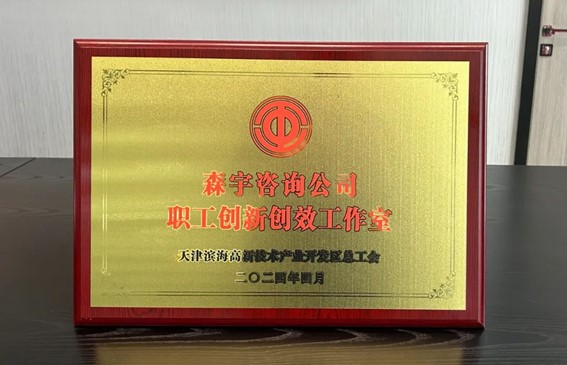 森宇咨询公司
职工创新创效工作室
天津滨海高新技术产业开发区总工会
二〇二四年四月